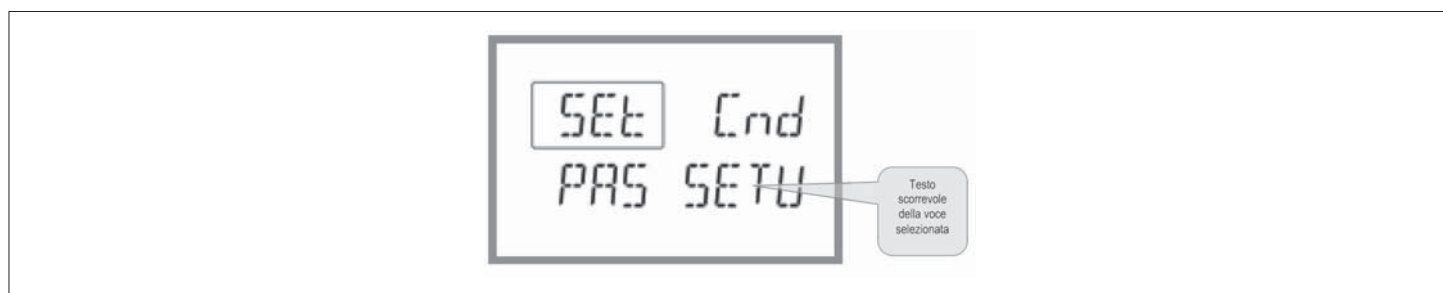 SEt Cnd
PAS SETU
Testo
scorrevole
della voce
selezionata